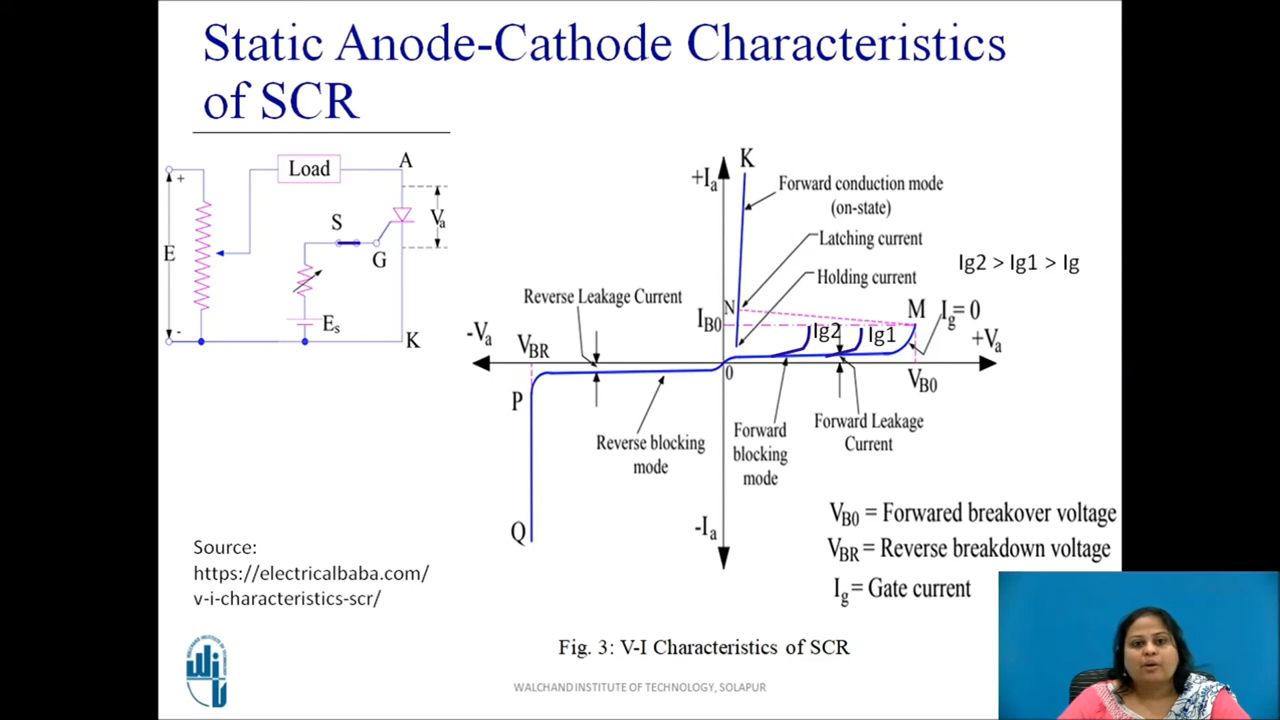 Static Anode-Cathode Characteristics
of SCR
Load
A
+
S
Va
E
G
Es
-
K
K
+Ia
Forward conduction mode
(on-state)
Latching current
Ig2 > Ig1 > Ig
Holding current
Reverse Leakage Current
N
M
Ig=0
IB0
Ig2
Ig1
-Va
VBR
+Va
0
VB0
P
Reverse blocking
mode
Forward
blocking
mode
Forward Leakage
Current
Q
-Ia
VB0 = Forwared breakover voltage
VBR = Reverse breakdown voltage
Ig = Gate current
Source:
https://electricalbaba.com/
v-i-characteristics-scr/
Fig. 3: V-I Characteristics of SCR
WALCHAND INSTITUTE OF TECHNOLOGY, SOLAPUR